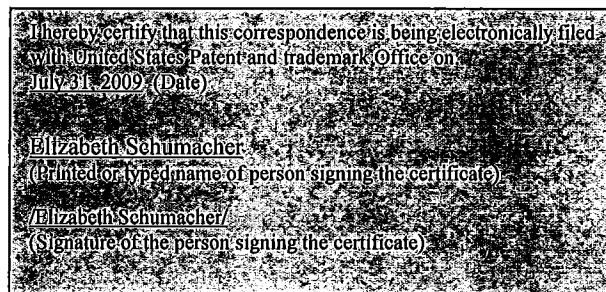 I hereby certify that this correspondence is being electronically filed
with United States Patent and trademark Office on
July 31, 2009 (Date)
Elizabeth Schumacher
(Printed or typed name of person signing the certificate)
/Elizabeth Schumacher/
(Signature of the person signing the certificate)